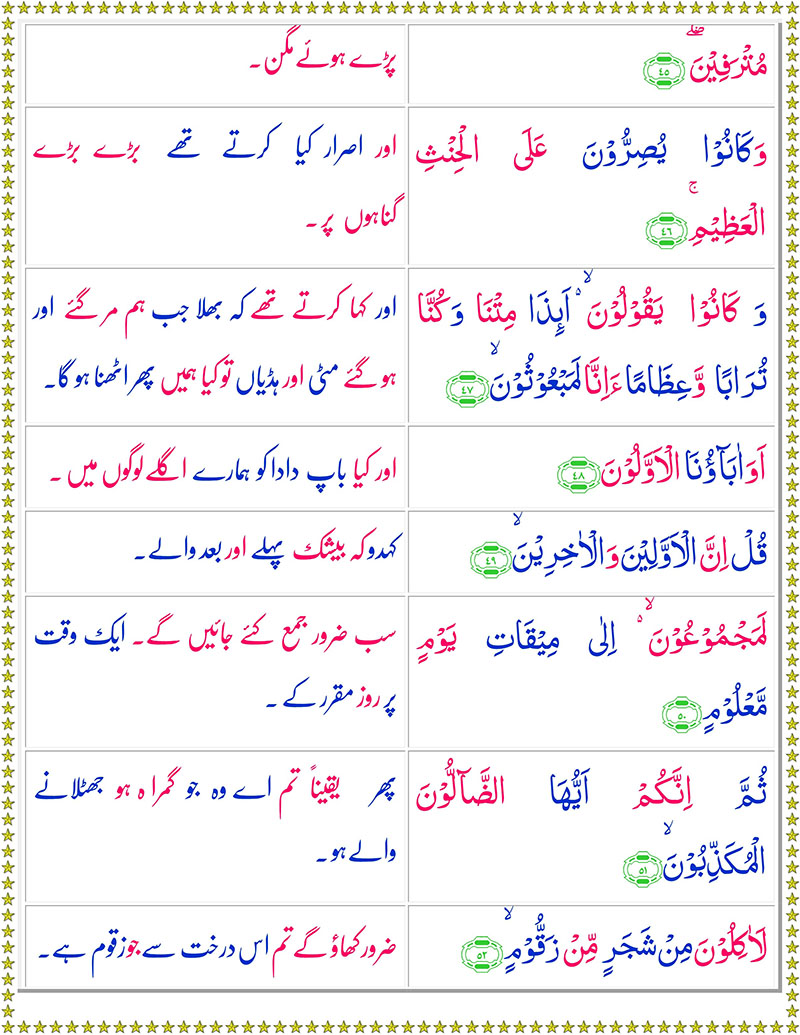 مُتْرَفِيْنَ ۖۚ ﴿٤٥﴾
پڑے ہوئے مگن۔
وَكَانُوْا يُصِرُّوْنَ عَلَى الْحِنْثِ
الْعَظِيْمِ ۚ ﴿٤٦﴾
اور اصرار کیا کرتے تھے بڑے بڑے
گناہوں پر۔
وَ كَانُوْا يَقُوْلُوْنَ ۙ۬ اَىِٕذَا مِتْنَا وَكُنَّا
تُرَابًا وَّعِظَامًا ءَاِنَّا لَمَبْعُوْثُوْنَ ۙ ﴿٤٧﴾
اور کہا کرتے تھے کہ بھلا جب ہم مر گئے اور
ہو گئے مٹی اور ہڈیاں تو کیا ہمیں پھر اٹھنا ہو گا۔
اَوَاٰبَآؤُنَا الْاَوَّلُوْنَ ﴿٤٨﴾
اور کیا باپ دادا کو ہمارے اگلے لوگوں میں ۔
قُلْ اِنَّ الْاَوَّلِيْنَ وَالْاٰخِرِيْنَ ۙ ﴿٤٩﴾
کہدو کہ بیشک پہلے اور بعد والے۔
لَمَجْمُوْعُوْنَ ۙ۬ اِلٰى مِيْقَاتِ يَوْمٍ
مَّعْلُوْمٍ ﴿٥٠﴾
سب ضرور جمع کئے جائیں گے۔ ایک وقت
پر روز مقرر کے ۔
ثُمَّ اِنَّكُمْ اَيُّهَا الضَّآلُّوْنَ
الْمُكَذِّبُوْنَ ۙ ﴿٥١﴾
پھر یقیناً تم اے وہ جو گمراہ ہو جھٹلانے
والے ہو۔
لَاٰكِلُوْنَ مِنْ شَجَرٍ مِّنْ زَقُّوْمٍ ۙ ﴿٥٢﴾
ضرور کھاؤ گے تم اس درخت سے جو زقوم ہے۔